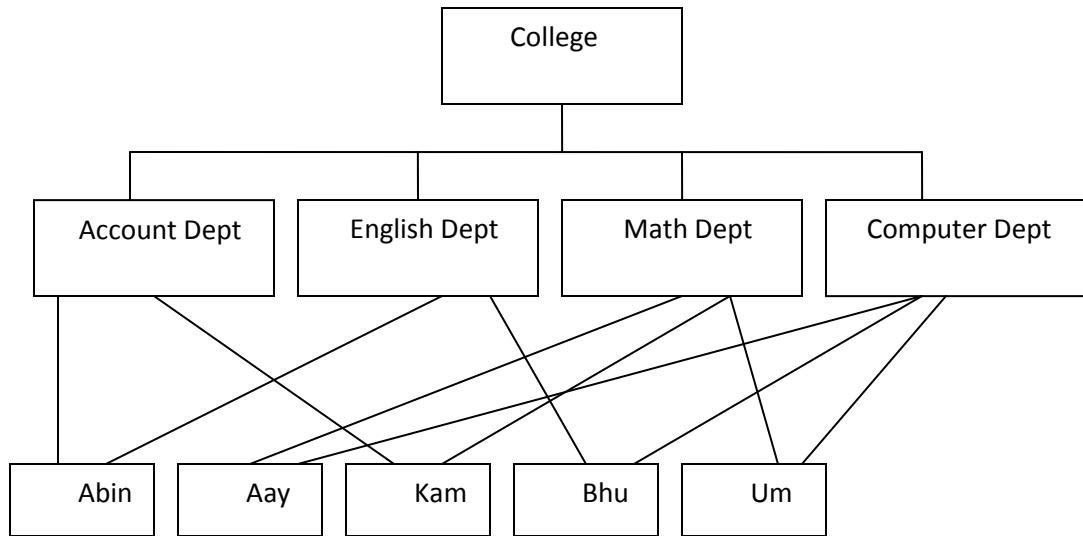 College
Account Dept
English Dept
Math Dept
Computer Dept
Abin
Aay
Kam
Bhu
Um